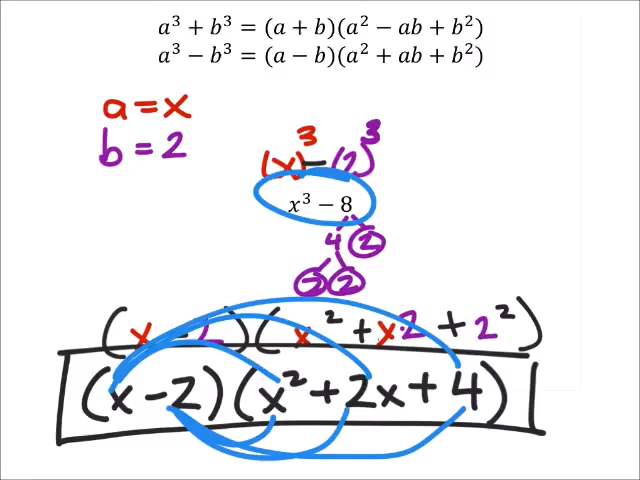 a³ + b³ = (a + b)(a² − ab + b²)
a³ − b³ = (a − b)(a² + ab + b²)
a = x
b = 2
(x)³ − (2)³
x³ − 8
4 2
2 2
(x − 2)(x² + x·2 + 2²)
(x − 2)(x² + 2x + 4)